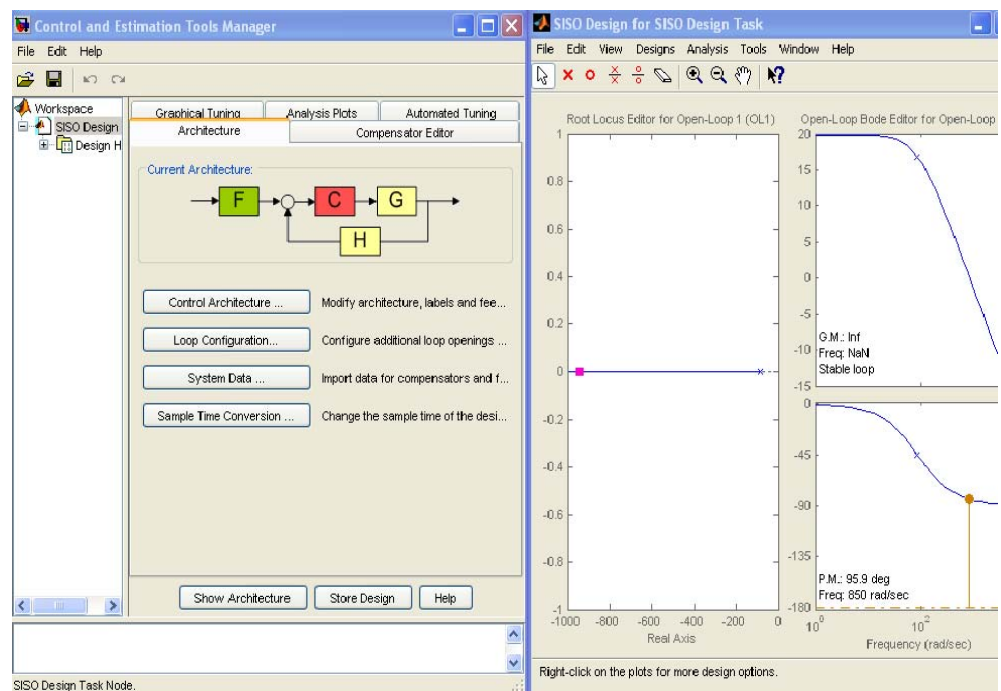 Control and Estimation Tools Manager
File Edit Help
Workspace
SISO Design
Design H
Graphical Tuning Analysis Plots Automated Tuning
Architecture Compensator Editor
Current Architecture:
F C G
H
Control Architecture ... Modify architecture, labels and fee...
Loop Configuration... Configure additional loop openings ...
System Data ... Import data for compensators and f...
Sample Time Conversion ... Change the sample time of the desi...
Show Architecture Store Design Help
SISO Design Task Node.
SISO Design for SISO Design Task
File Edit View Designs Analysis Tools Window Help
Root Locus Editor for Open-Loop 1 (OL1)
1
0.8
0.6
0.4
0.2
0
-0.2
-0.4
-0.6
-0.8
-1
-1000 -800 -600 -400 -200 0
Real Axis
Open-Loop Bode Editor for Open-Loop
20
15
10
5
0
-5
-10
-15
G.M.: Inf
Freq: NaN
Stable loop
0
-45
-90
-135
-180
P.M.: 95.9 deg
Freq: 850 rad/sec
10^0 10^2
Frequency (rad/sec)
Right-click on the plots for more design options.